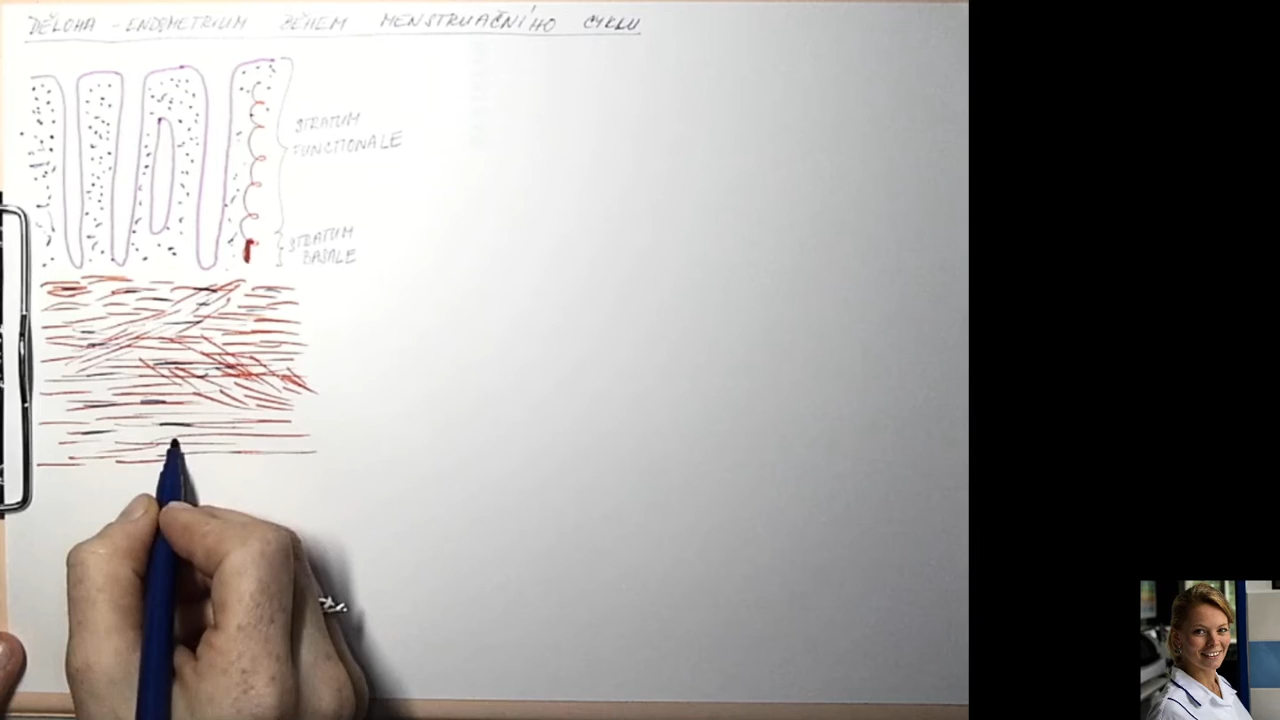 DĚLOHA - ENDOMETRIUM BĚHEM MENSTRUAČNÍHO CYKLU
STRATUM
FUNCTIONALE
STRATUM
BASALE